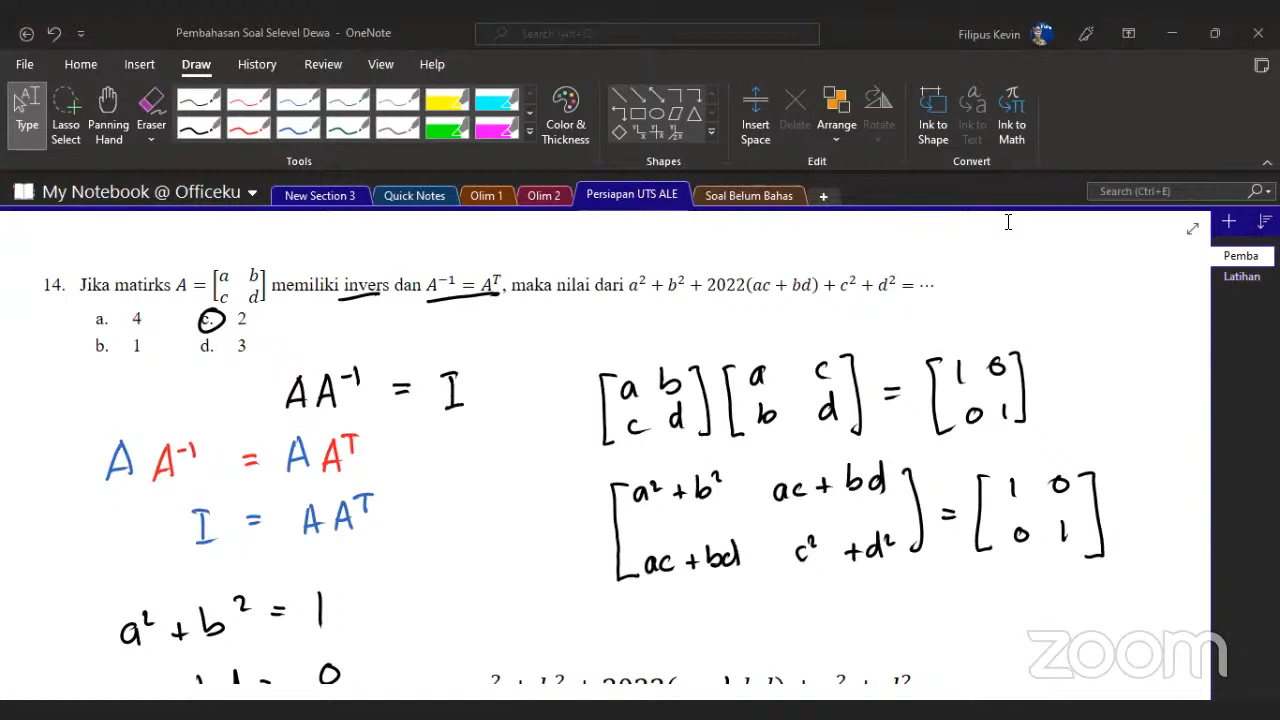 Pembahasan Soal Selevel Dewa - OneNote
Filipus Kevin
File Home Insert Draw History Review View Help
Type
Lasso Select
Panning Hand
Eraser
Color & Thickness
Insert Space
Delete
Arrange
Rotate
Ink to Shape
Ink to Text
Ink to Math
Tools Shapes Edit Convert
My Notebook @ Officeku New Section 3 Quick Notes Olim 1 Olim 2 Persiapan UTS ALE Soal Belum Bahas + Search (Ctrl+E)
Pemba
Latihan
14. Jika matirks A = [a b c d] memiliki invers dan A⁻¹ = Aᵀ, maka nilai dari a² + b² + 2022(ac + bd) + c² + d² = ⋯
a. 4 c. 2
b. 1 d. 3
A A⁻¹ = I
A A⁻¹ = A Aᵀ
I = A Aᵀ
a² + b² = 1
[a b c d] [a c b d] = [1 0 0 1]
[a² + b² ac + bd ac + bd c² + d²] = [1 0 0 1]
zoom